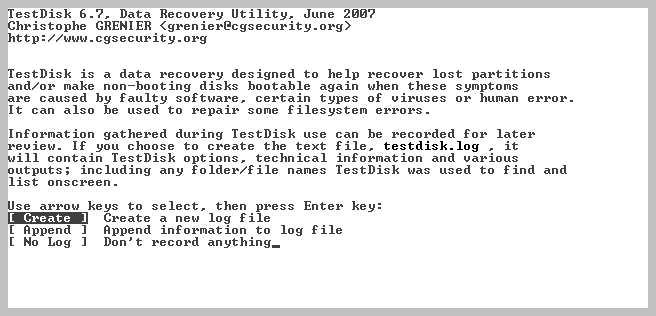 TestDisk 6.7, Data Recovery Utility, June 2007
Christophe GRENIER <grenier@cgsecurity.org>
http://www.cgsecurity.org
TestDisk is a data recovery designed to help recover lost partitions
and/or make non-booting disks bootable again when these symptoms
are caused by faulty software, certain types of viruses or human error.
It can also be used to repair some filesystem errors.
Information gathered during TestDisk use can be recorded for later
review. If you choose to create the text file, testdisk.log , it
will contain TestDisk options, technical information and various
outputs; including any folder/file names TestDisk was used to find and
list onscreen.
Use arrow keys to select, then press Enter key:
[ Create ] Create a new log file
[ Append ] Append information to log file
[ No Log ] Don't record anything